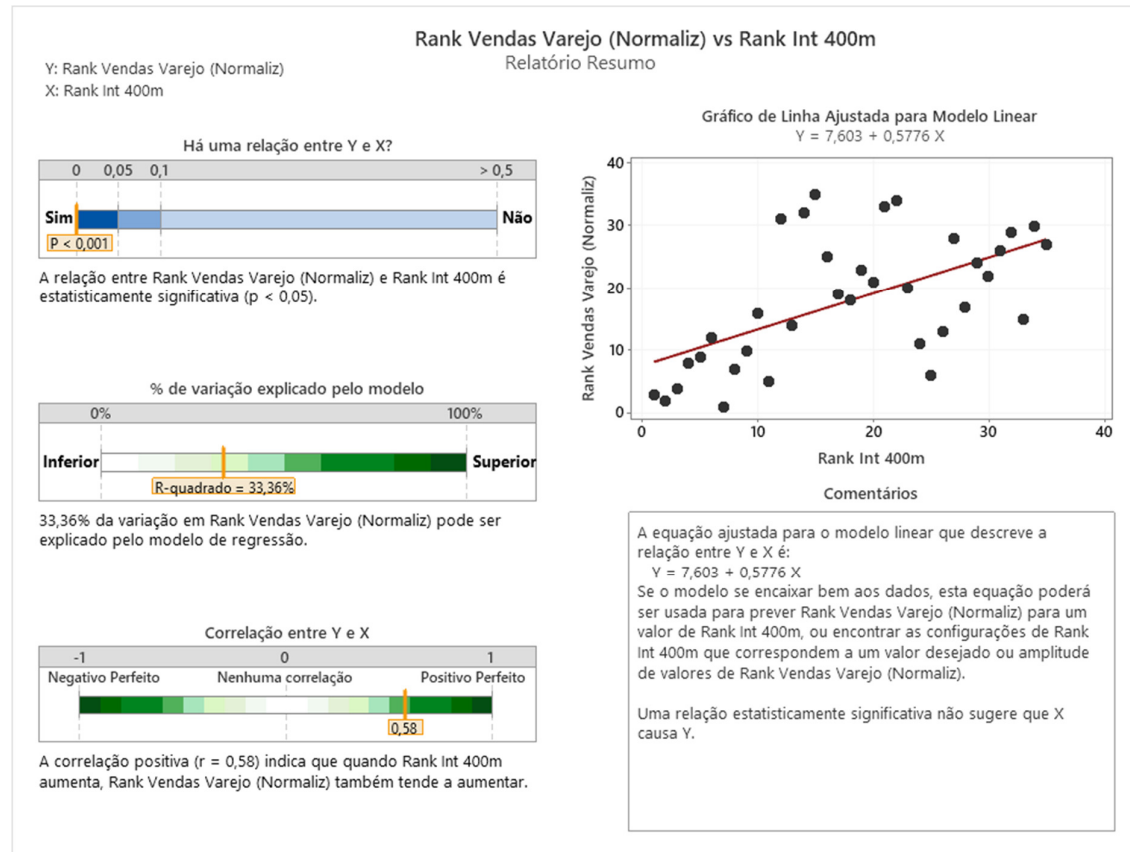 Rank Vendas Varejo (Normaliz) vs Rank Int 400m
Relatório Resumo
Y: Rank Vendas Varejo (Normaliz)
X: Rank Int 400m
Há uma relação entre Y e X?
0 0,05 0,1 > 0,5
Sim Não
P < 0,001
A relação entre Rank Vendas Varejo (Normaliz) e Rank Int 400m é
estatisticamente significativa (p < 0,05).
% de variação explicado pelo modelo
0% 100%
Inferior Superior
R-quadrado = 33,36%
33,36% da variação em Rank Vendas Varejo (Normaliz) pode ser
explicado pelo modelo de regressão.
Correlação entre Y e X
-1 0 1
Negativo Perfeito Nenhuma correlação Positivo Perfeito
0,58
A correlação positiva (r = 0,58) indica que quando Rank Int 400m
aumenta, Rank Vendas Varejo (Normaliz) também tende a aumentar.
Gráfico de Linha Ajustada para Modelo Linear
Y = 7,603 + 0,5776 X
Rank Vendas Varejo (Normaliz)
40
30
20
10
0
0 10 20 30 40
Rank Int 400m
Comentários
A equação ajustada para o modelo linear que descreve a
relação entre Y e X é:
Y = 7,603 + 0,5776 X
Se o modelo se encaixar bem aos dados, esta equação poderá
ser usada para prever Rank Vendas Varejo (Normaliz) para um
valor de Rank Int 400m, ou encontrar as configurações de Rank
Int 400m que correspondem a um valor desejado ou amplitude
de valores de Rank Vendas Varejo (Normaliz).
Uma relação estatisticamente significativa não sugere que X
causa Y.